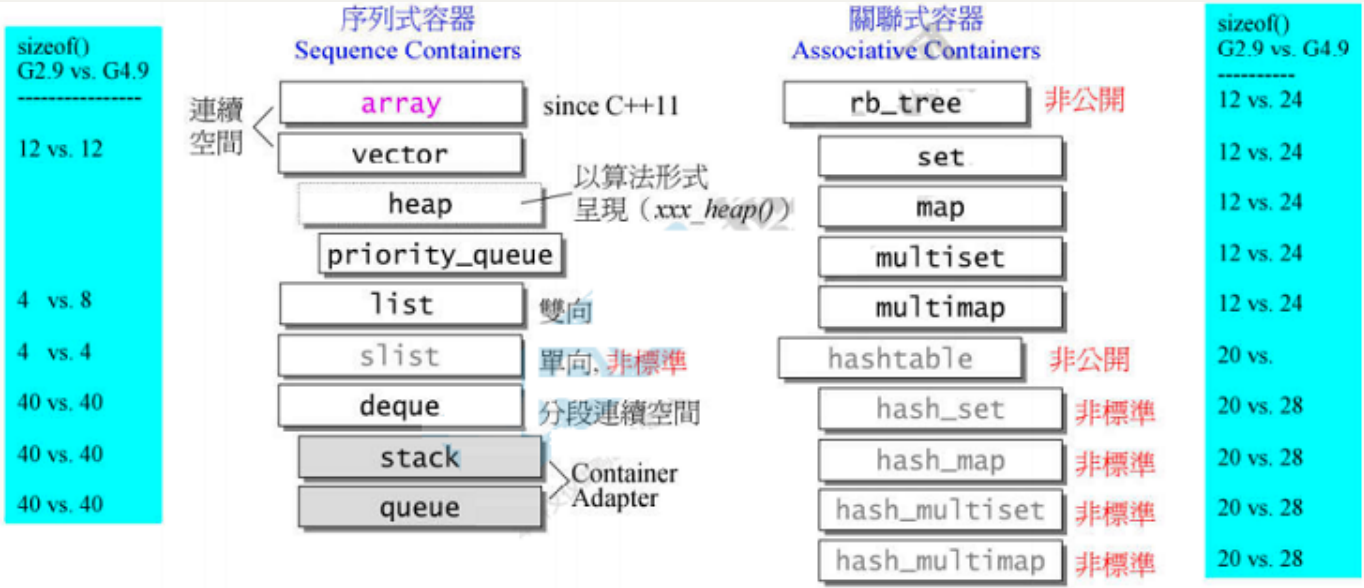 序列式容器
Sequence Containers
關聯式容器
Associative Containers
sizeof()
G2.9 vs. G4.9
----------------
12 vs. 12
4 vs. 8
4 vs. 4
40 vs. 40
40 vs. 40
40 vs. 40
連續
空間
array
since C++11
vector
heap
以算法形式
呈現（xxx_heap()）
priority_queue
list
雙向
slist
單向, 非標準
deque
分段連續空間
stack
queue
Container
Adapter
rb_tree
非公開
set
map
multiset
multimap
hashtable
非公開
hash_set
非標準
hash_map
非標準
hash_multiset
非標準
hash_multimap
非標準
sizeof()
G2.9 vs. G4.9
----------
12 vs. 24
12 vs. 24
12 vs. 24
12 vs. 24
12 vs. 24
20 vs.
20 vs. 28
20 vs. 28
20 vs. 28
20 vs. 28